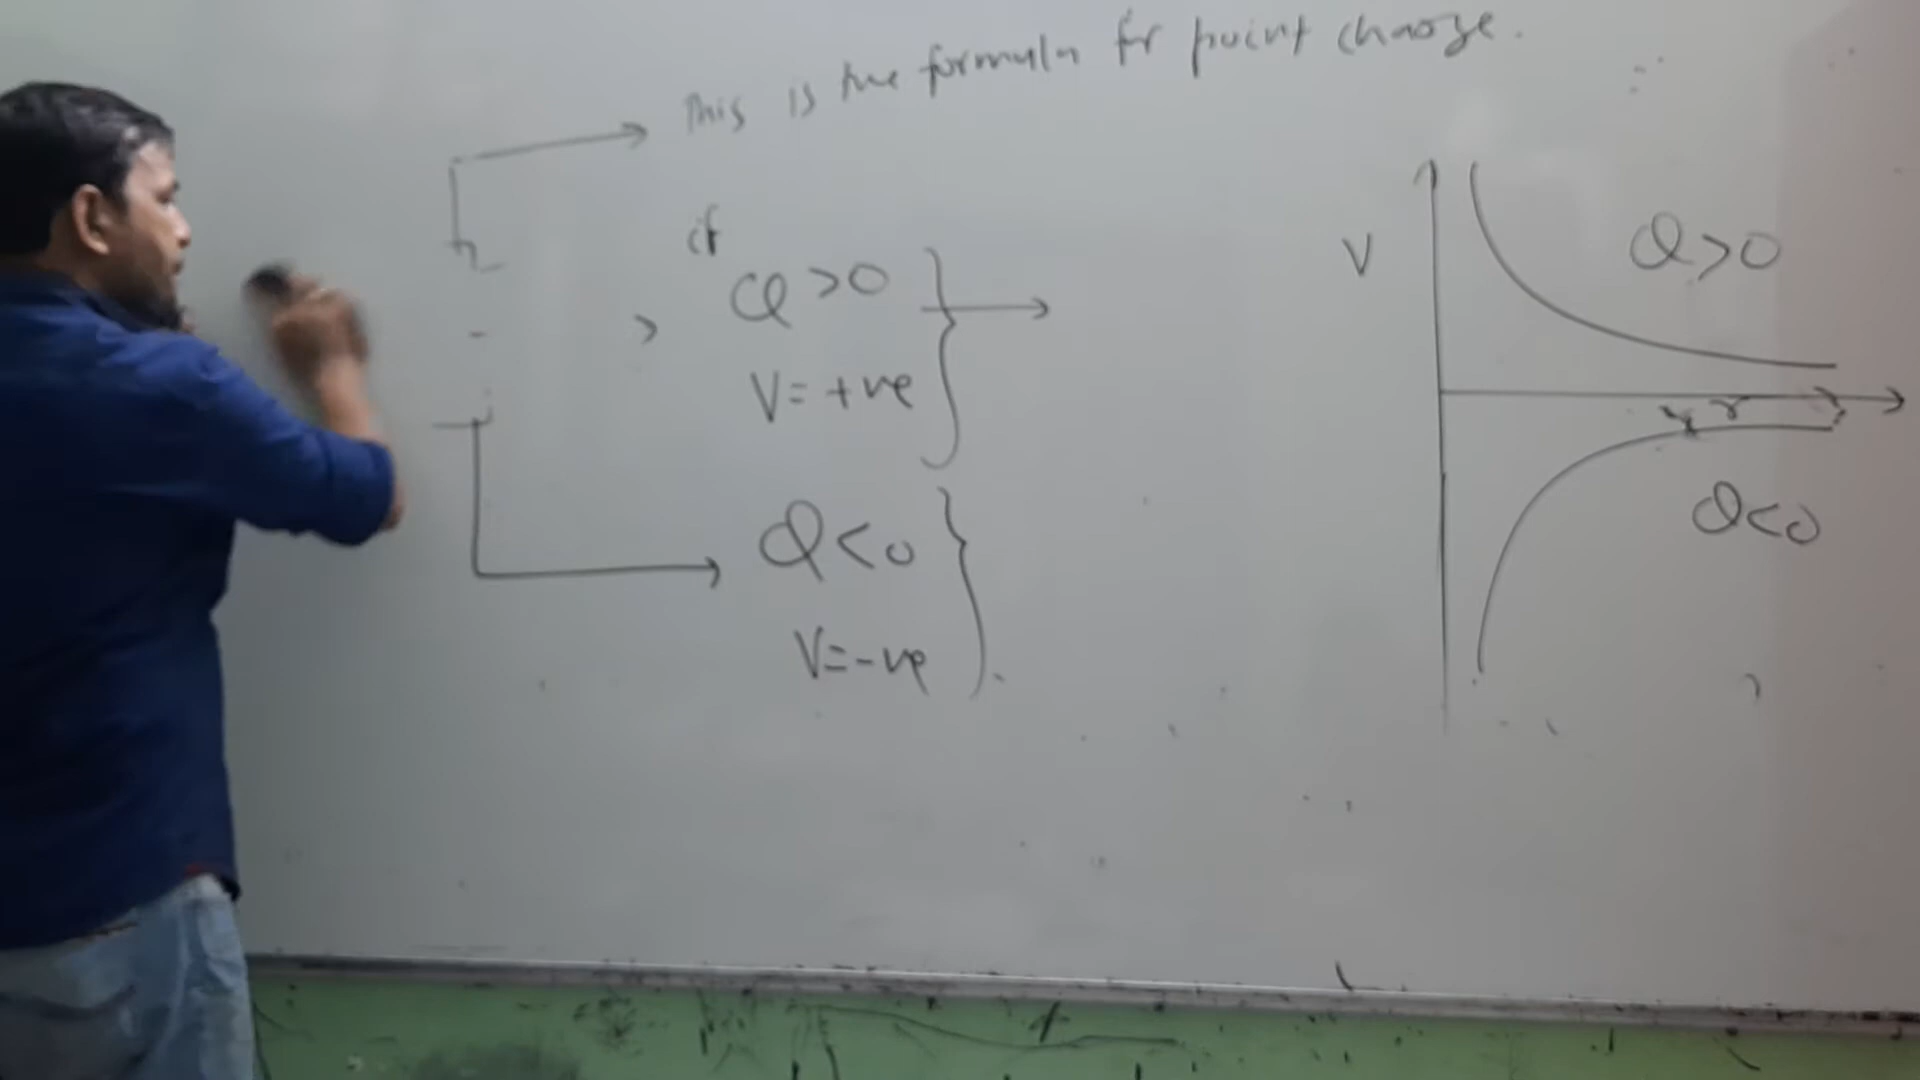 This is the formula for point charge.
if
Q>0
V=+ve
Q<0
V=-ve
V
Q>0
r
Q<0